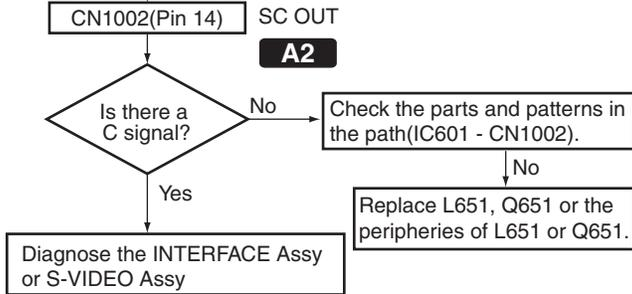 CN1002(Pin 14)
SC OUT
A2
Is there a
C signal?
No
Check the parts and patterns in
the path(IC601 - CN1002).
No
Yes
Replace L651, Q651 or the
peripheries of L651 or Q651.
Diagnose the INTERFACE Assy
or S-VIDEO Assy